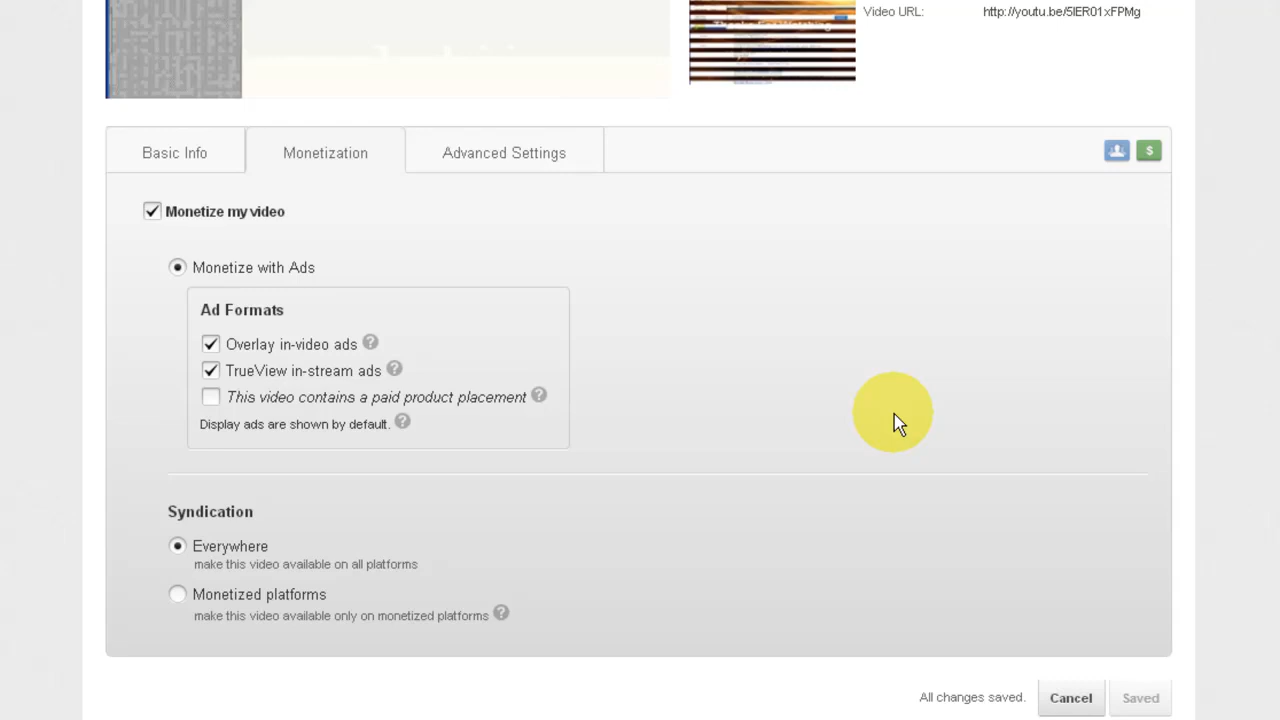 Video URL: http://youtu.be/5lER01xFPMg
Basic Info
Monetization
Advanced Settings
$
Monetize my video
Monetize with Ads
Ad Formats
Overlay in-video ads ?
TrueView in-stream ads ?
This video contains a paid product placement ?
Display ads are shown by default. ?
Syndication
Everywhere
make this video available on all platforms
Monetized platforms
make this video available only on monetized platforms ?
All changes saved. Cancel Saved